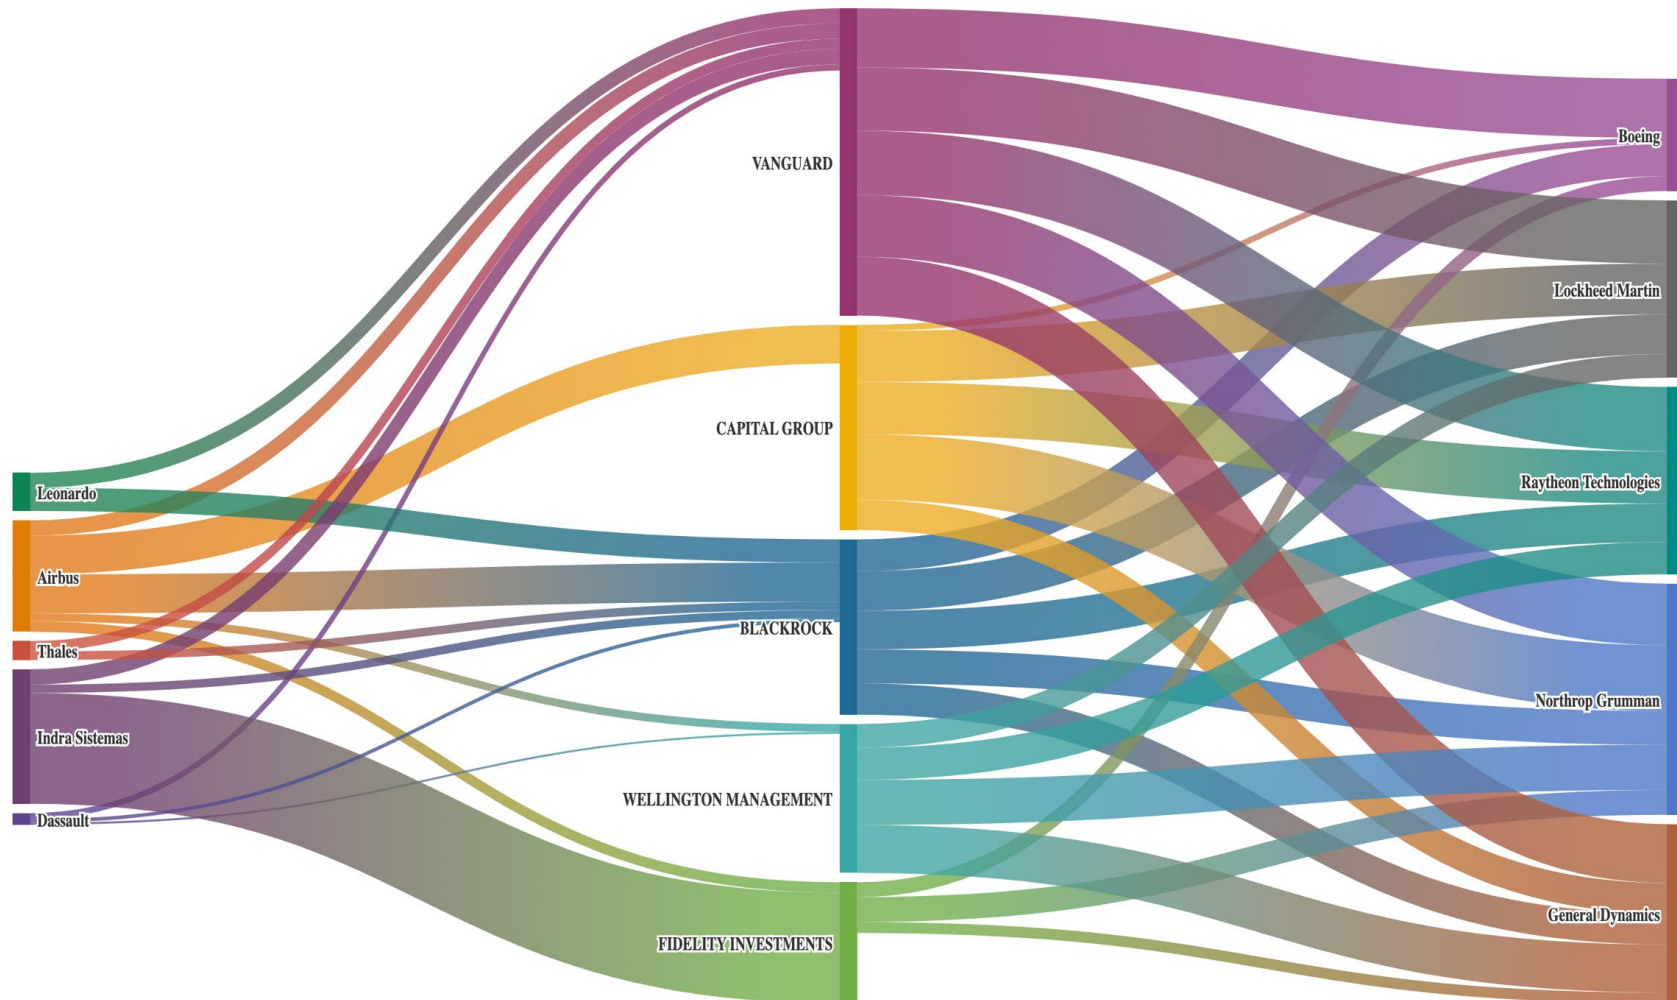 Leonardo
Airbus
Thales
Indra Sistemas
Dassault
VANGUARD
CAPITAL GROUP
BLACKROCK
WELLINGTON MANAGEMENT
FIDELITY INVESTMENTS
Boeing
Lockheed Martin
Raytheon Technologies
Northrop Grumman
General Dynamics